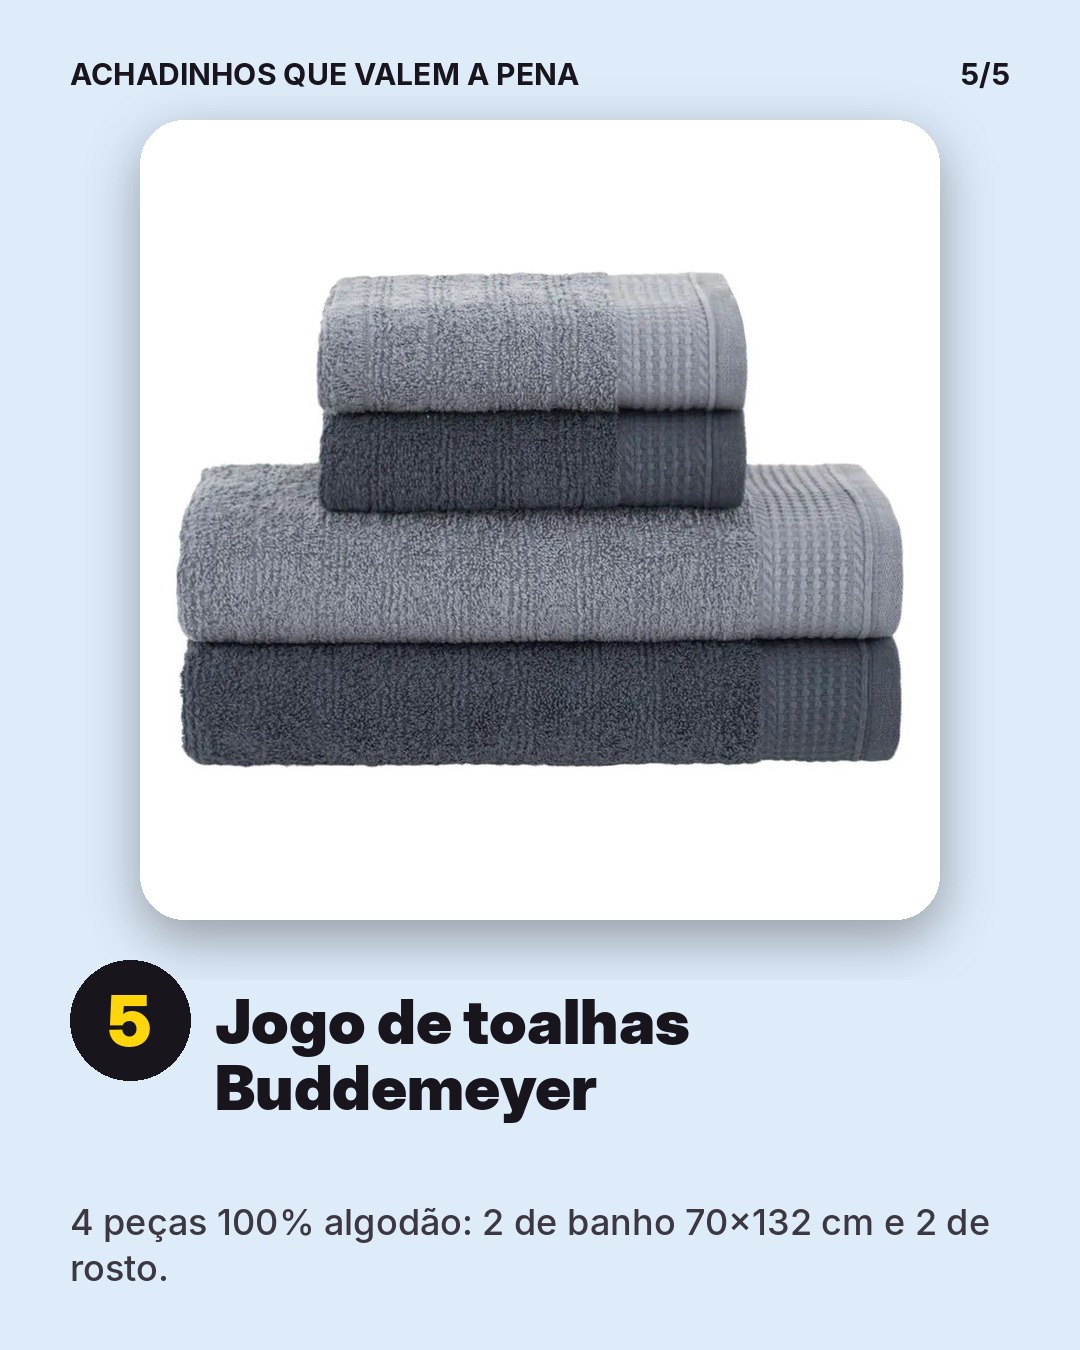 ACHADINHOS QUE VALEM A PENA
5/5
5
Jogo de toalhas
Buddemeyer
4 peças 100% algodão: 2 de banho 70×132 cm e 2 de
rosto.